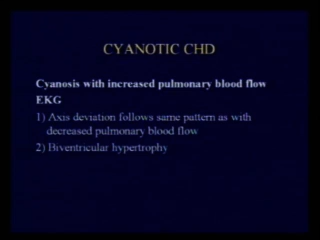 CYANOTIC CHD
Cyanosis with increased pulmonary blood flow
EKG
1) Axis deviation follows same pattern as with
decreased pulmonary blood flow
2) Biventricular hypertrophy